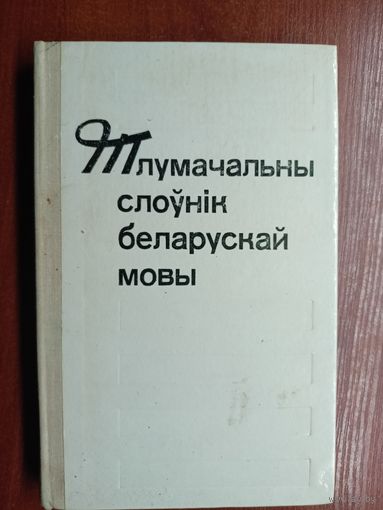 Тлумачальны
слоўнік
беларускай
мовы